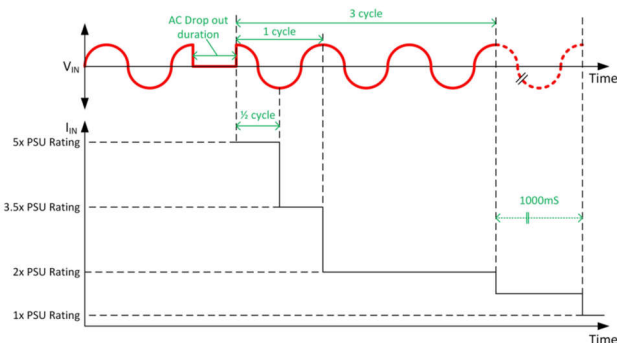 3 cycle
AC Drop out
duration
1 cycle
VIN
Time
½ cycle
IIN
5x PSU Rating
3.5x PSU Rating
1000mS
2x PSU Rating
1x PSU Rating
Time